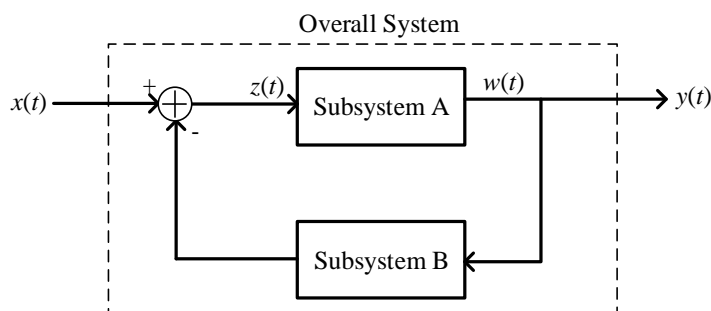 Overall System
+
z(t)
w(t)
x(t)
Subsystem A
y(t)
-
Subsystem B